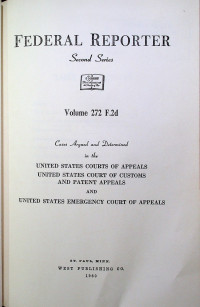 FEDERAL REPORTER
Second Series
Volume 272 F.2d
Cases Argued and Determined
in the
UNITED STATES COURTS OF APPEALS
UNITED STATES COURT OF CUSTOMS
AND PATENT APPEALS
AND
UNITED STATES EMERGENCY COURT OF APPEALS
ST. PAUL, MINN.
WEST PUBLISHING CO.
1960